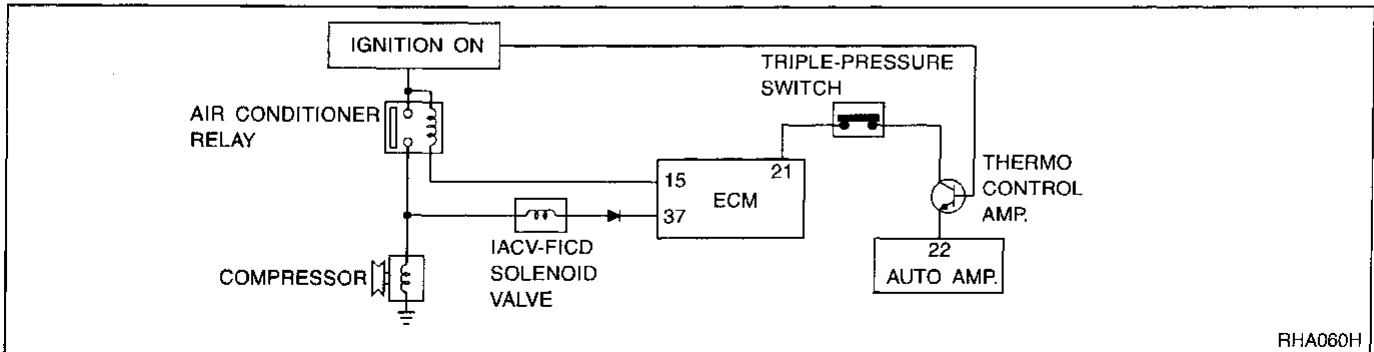 IGNITION ON
TRIPLE-PRESSURE
SWITCH
AIR CONDITIONER
RELAY
THERMO
CONTROL
AMP.
15
21
ECM
37
IACV-FICD
SOLENOID
VALVE
COMPRESSOR
22
AUTO AMP.
RHA060H